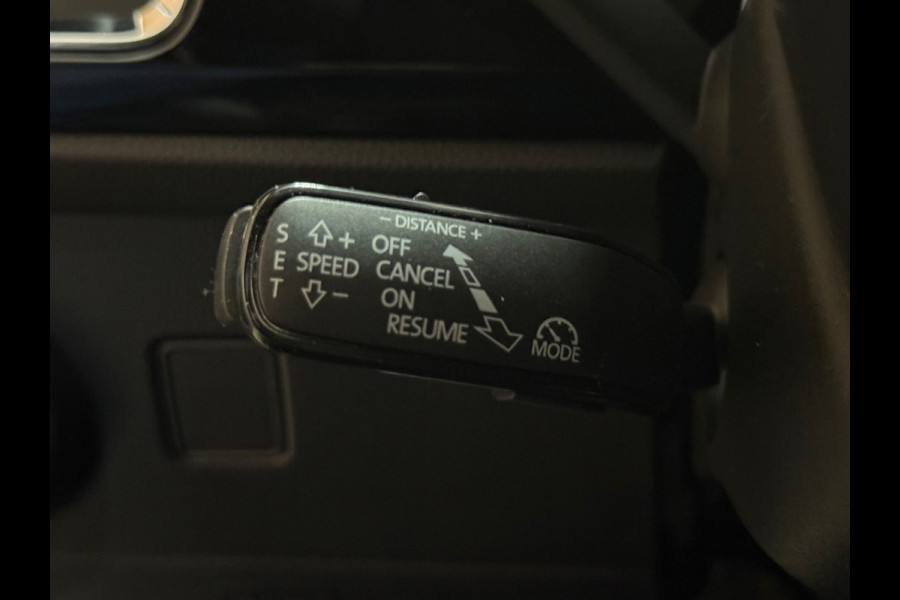 - DISTANCE +
S + OFF
E SPEED CANCEL
T - ON
RESUME
MODE